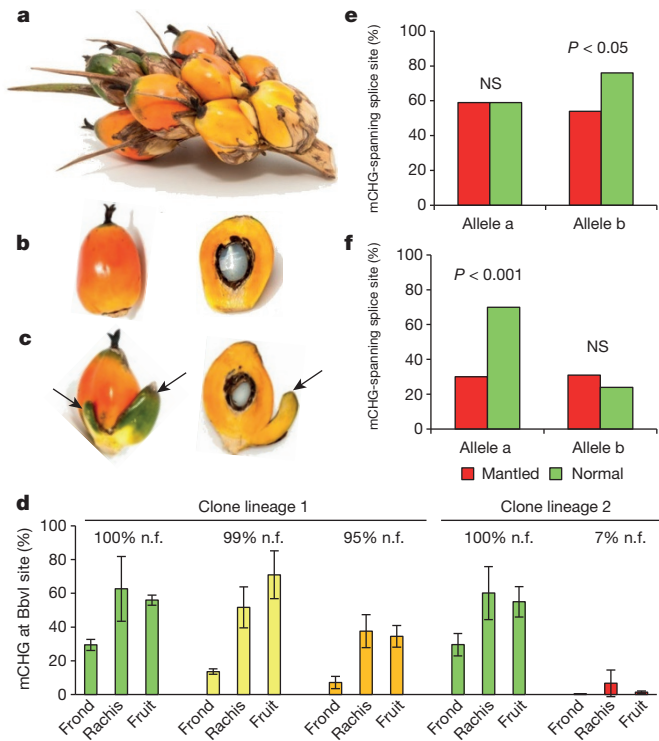 a
b
c
e
mCHG-spanning splice site (%)
100
80
60
40
20
0
NS
P < 0.05
Allele a
Allele b
f
mCHG-spanning splice site (%)
100
80
60
40
20
0
P < 0.001
NS
Allele a
Allele b
Mantled
Normal
d
Clone lineage 1
Clone lineage 2
mCHG at BbvI site (%)
100
80
60
40
20
0
100% n.f.
99% n.f.
95% n.f.
100% n.f.
7% n.f.
Frond
Rachis
Fruit
Frond
Rachis
Fruit
Frond
Rachis
Fruit
Frond
Rachis
Fruit
Frond
Rachis
Fruit